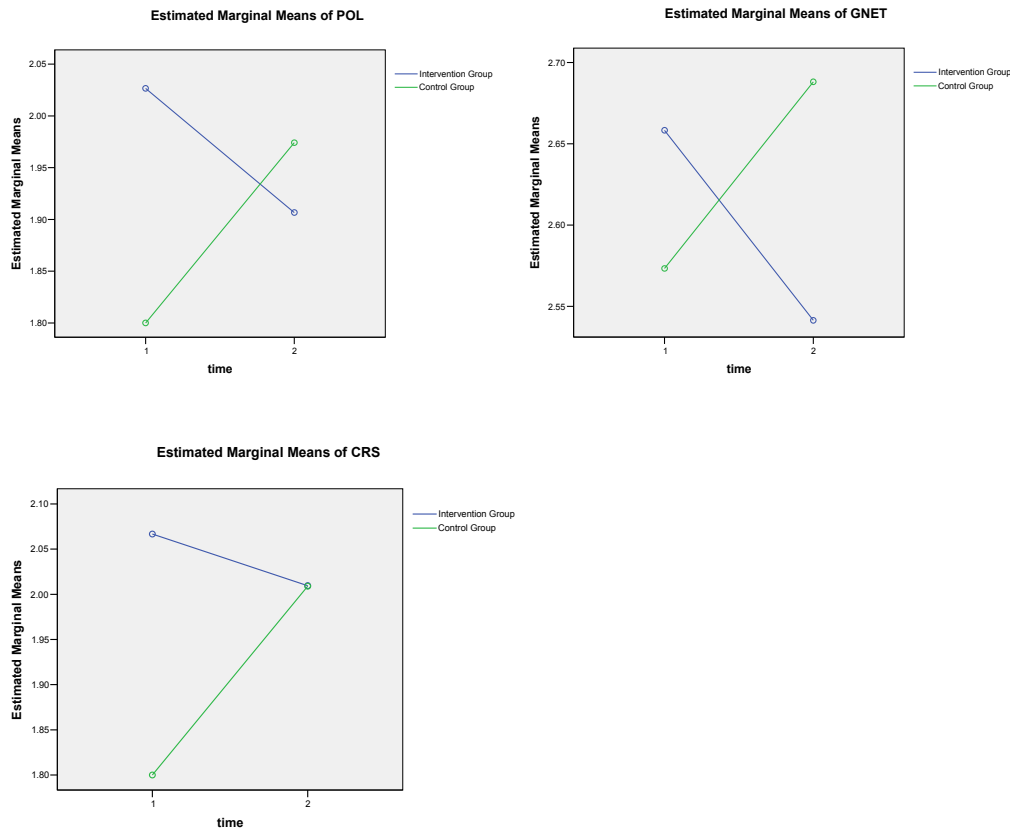 Estimated Marginal Means of POL
Estimated Marginal Means
2.05
2.00
1.95
1.90
1.85
1.80
1
2
time
Intervention Group
Control Group
Estimated Marginal Means of GNET
Estimated Marginal Means
2.70
2.65
2.60
2.55
1
2
time
Intervention Group
Control Group
Estimated Marginal Means of CRS
Estimated Marginal Means
2.10
2.05
2.00
1.95
1.90
1.85
1.80
1
2
time
Intervention Group
Control Group